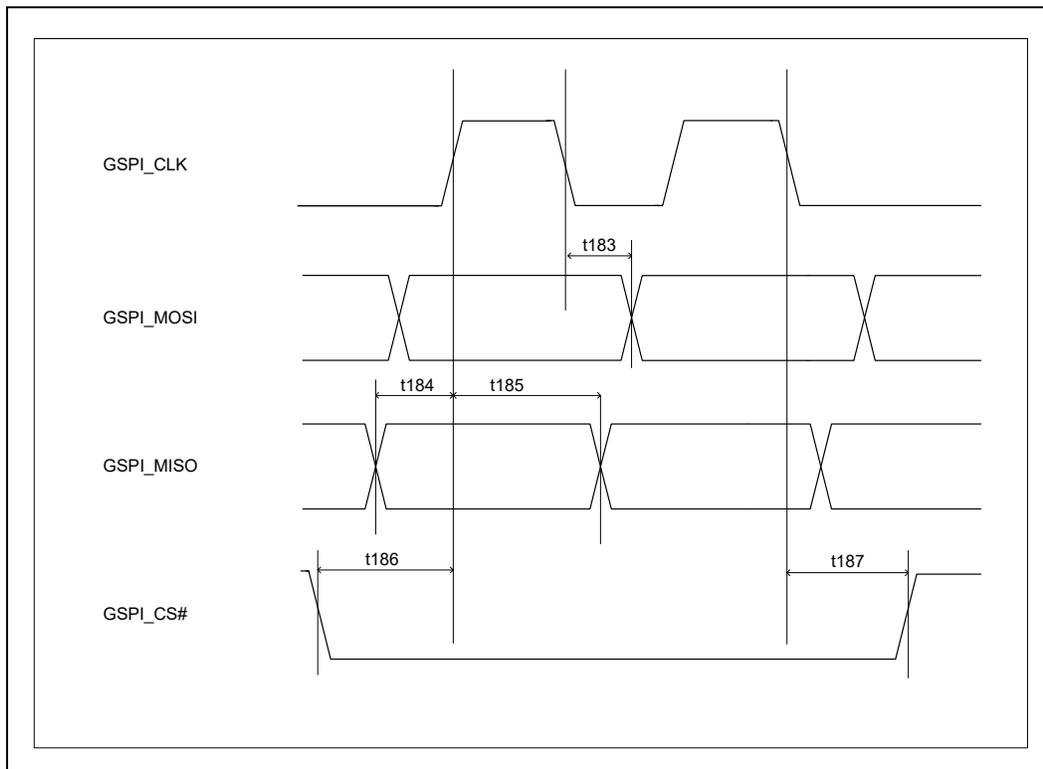 GSPI_CLK
t183
GSPI_MOSI
t184
t185
GSPI_MISO
t186
t187
GSPI_CS#